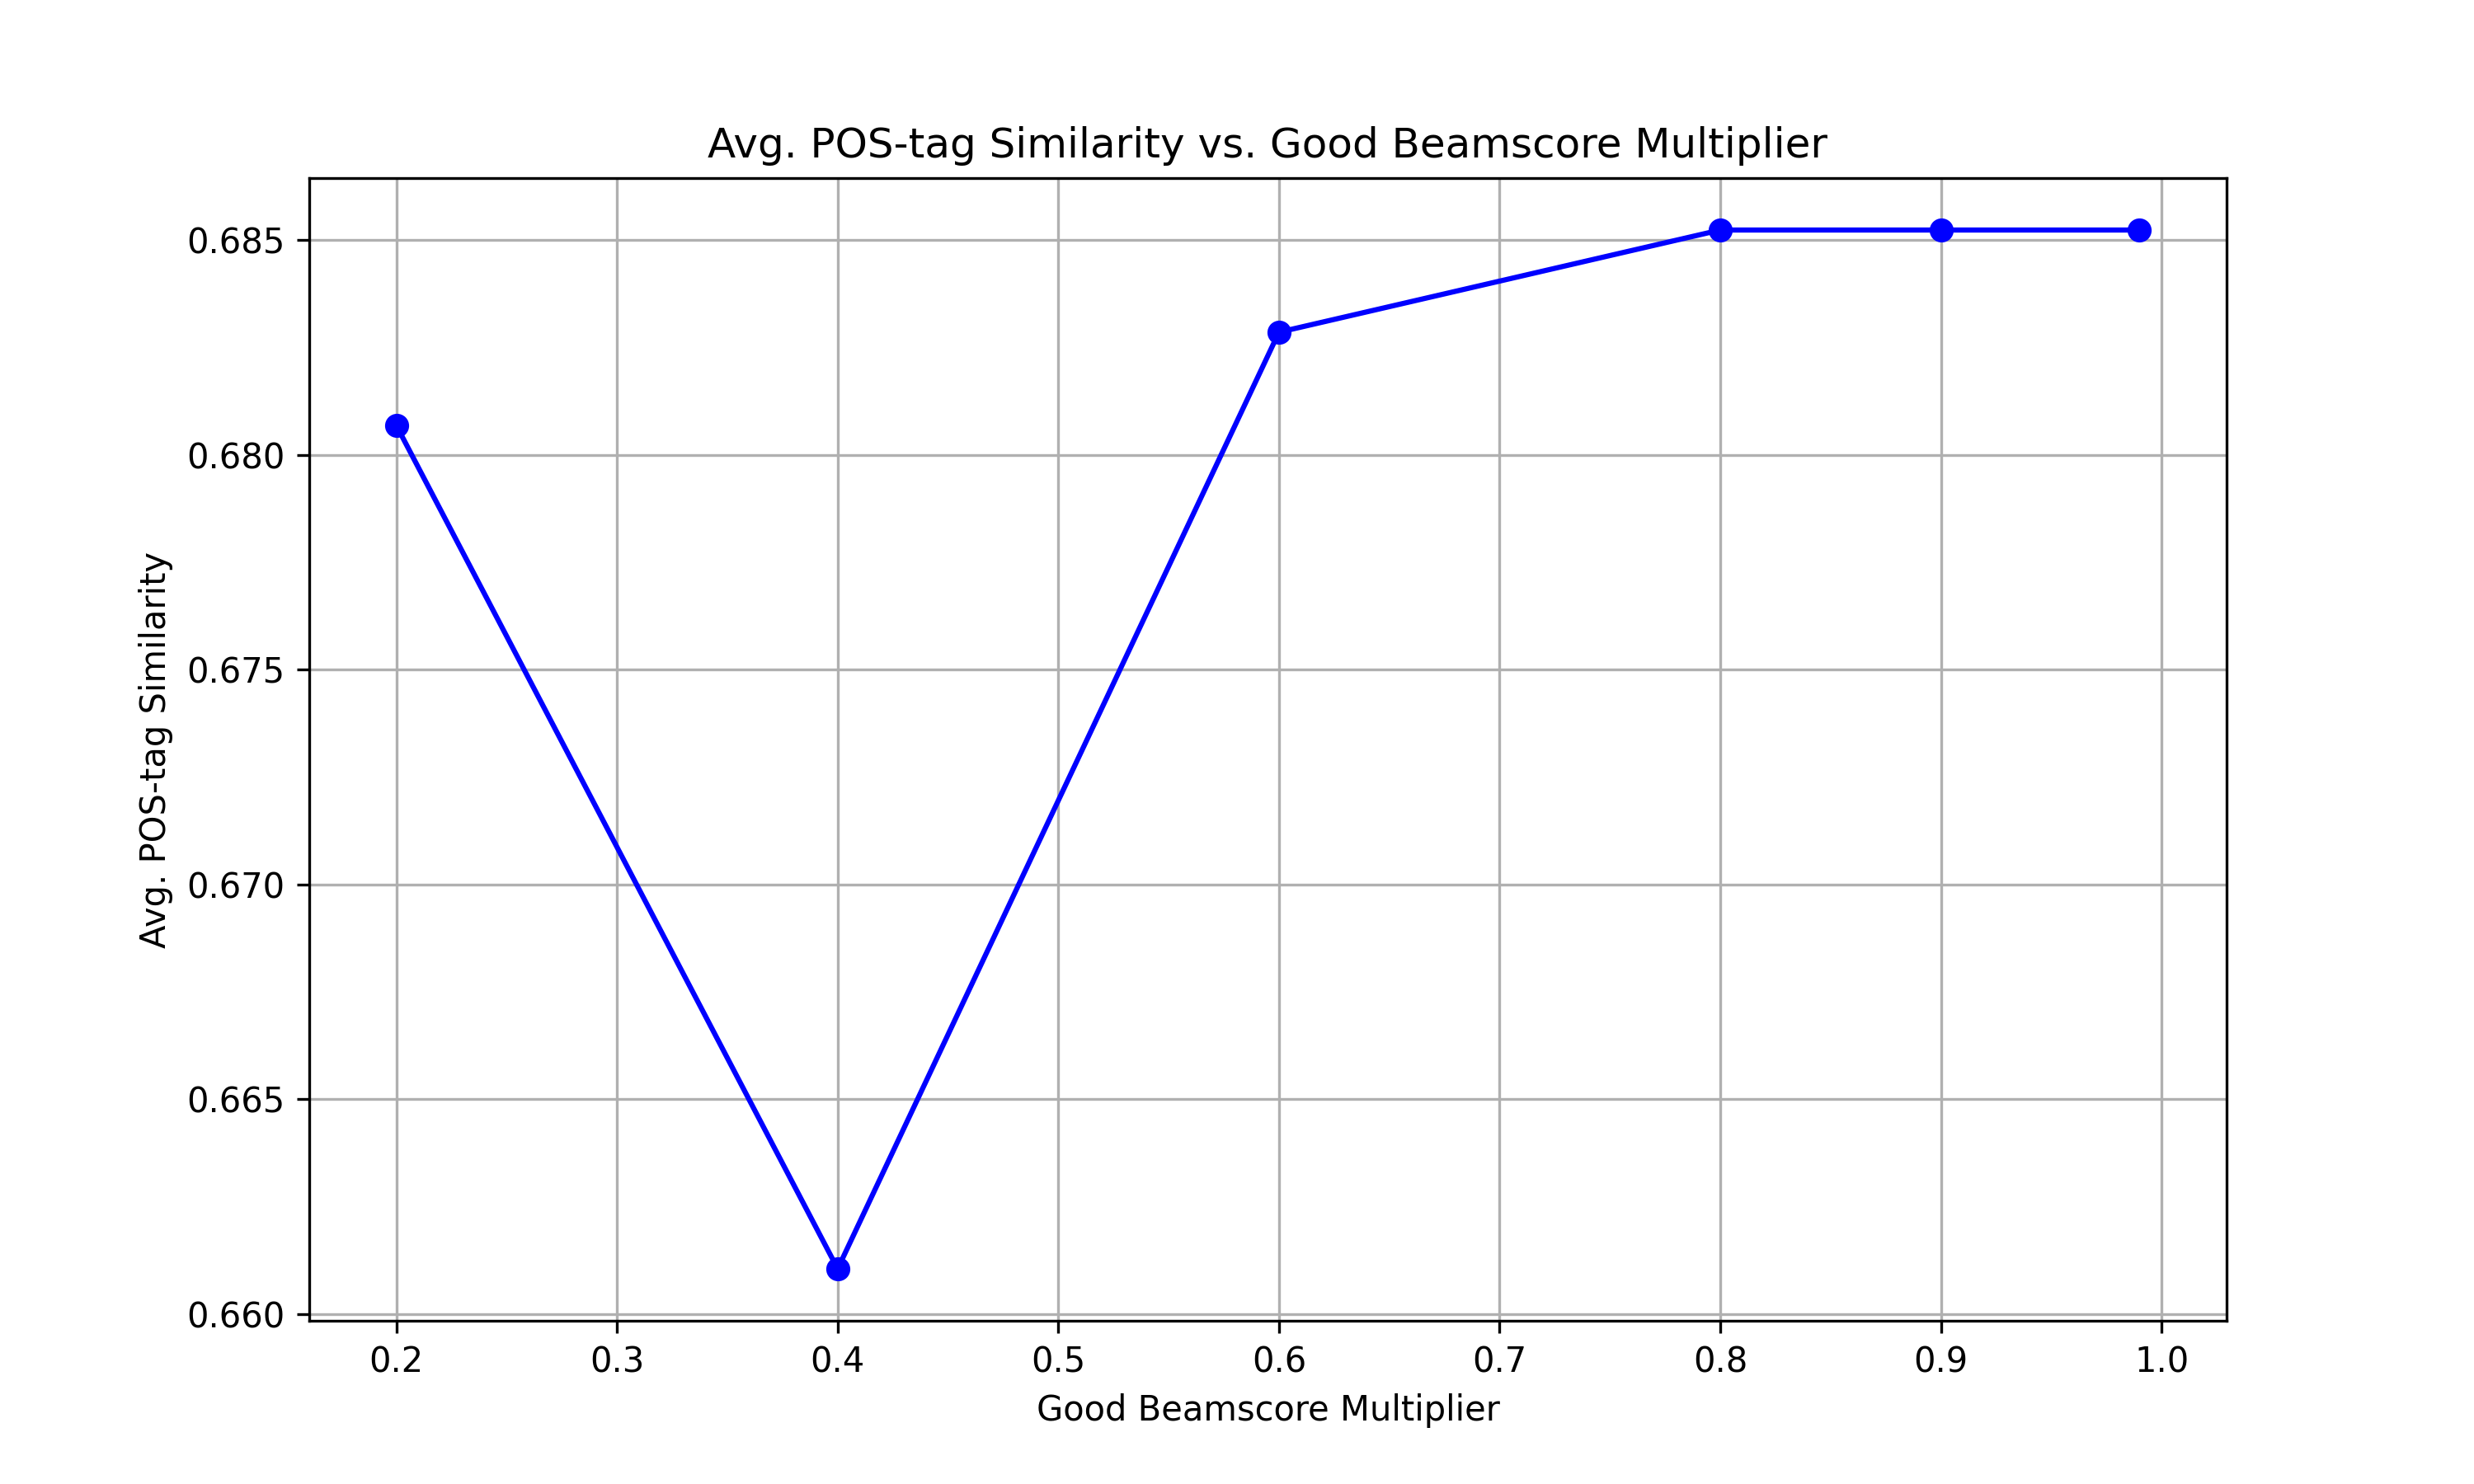 Avg. POS-tag Similarity vs. Good Beamscore Multiplier
Avg. POS-tag Similarity
0.685
0.680
0.675
0.670
0.665
0.660
0.2 0.3 0.4 0.5 0.6 0.7 0.8 0.9 1.0
Good Beamscore Multiplier